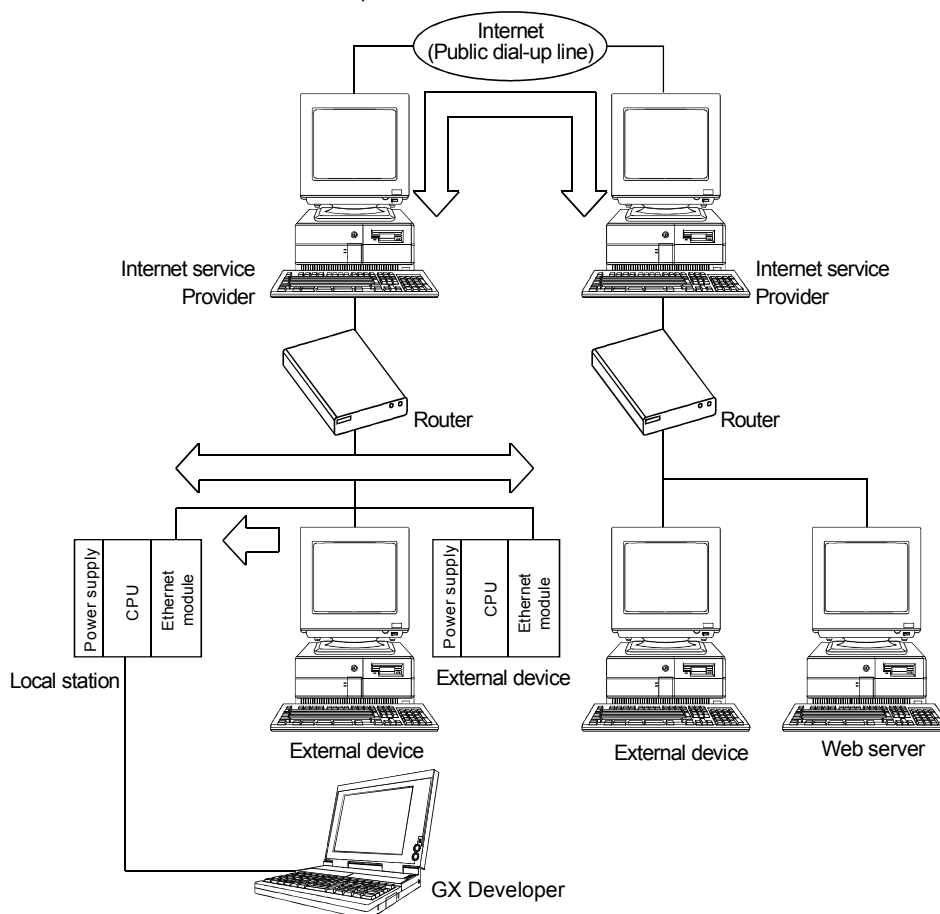 Internet
(Public dial-up line)
Internet service
Provider
Internet service
Provider
Router
Router
Power supply
CPU
Ethernet
module
Power supply
CPU
Ethernet
module
Local station
External device
External device
External device
Web server
GX Developer